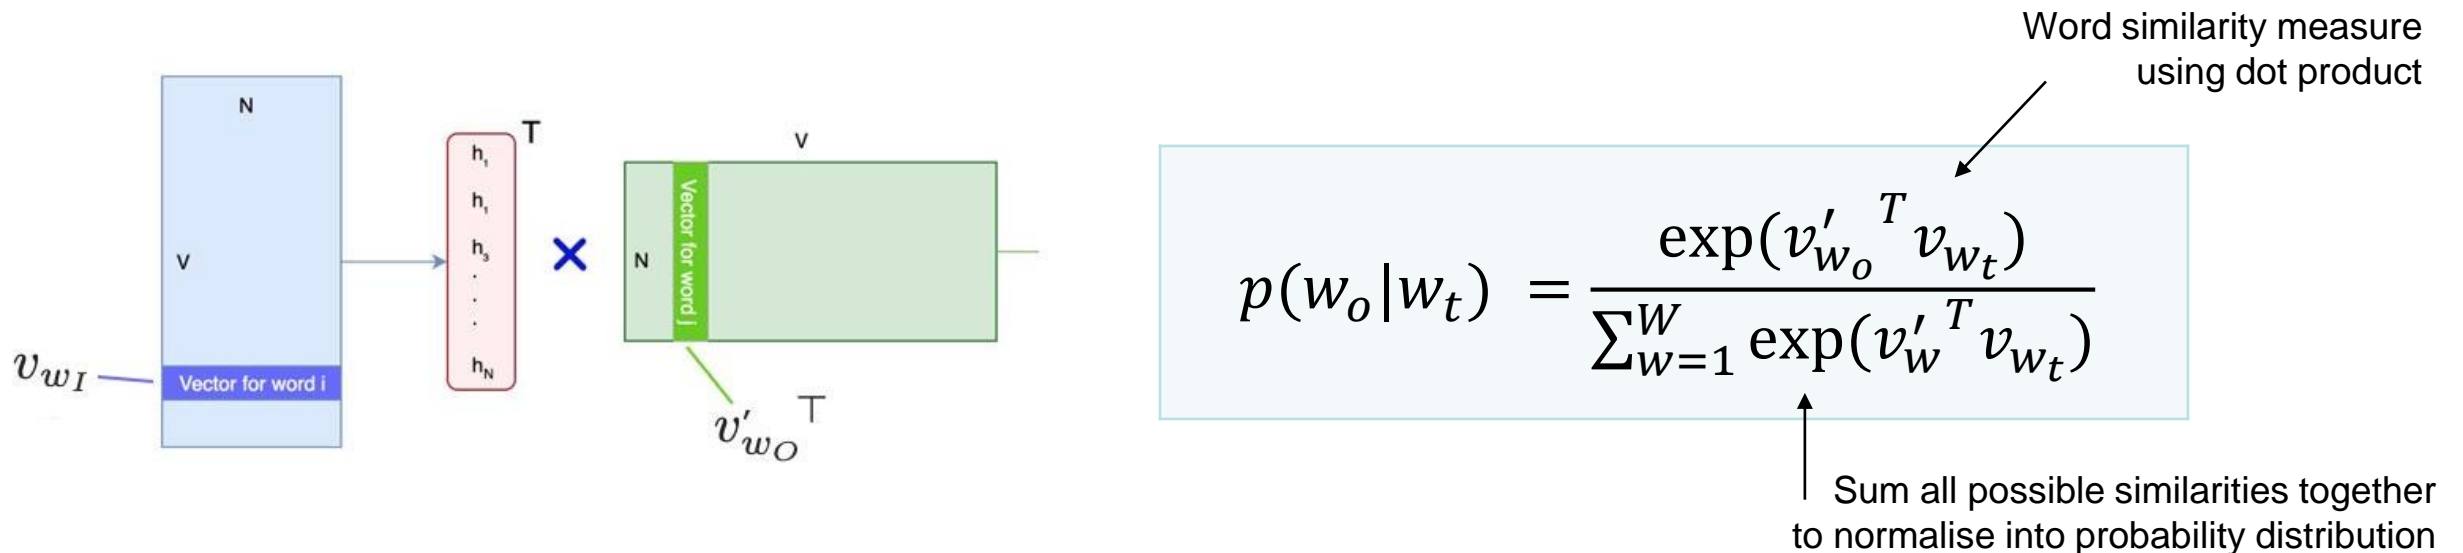 N
V
Vector for word i
v_{w_I}
h₁
h₁
h₃
.
.
.
h_N
T
×
V
N
Vector for word j
v'_{w_O}^⊤
Word similarity measure
using dot product
p(w_o|w_t) = \frac{exp(v'_{w_o}^T v_{w_t})}{∑_{w=1}^{W} exp(v'_w^T v_{w_t})}
Sum all possible similarities together
to normalise into probability distribution